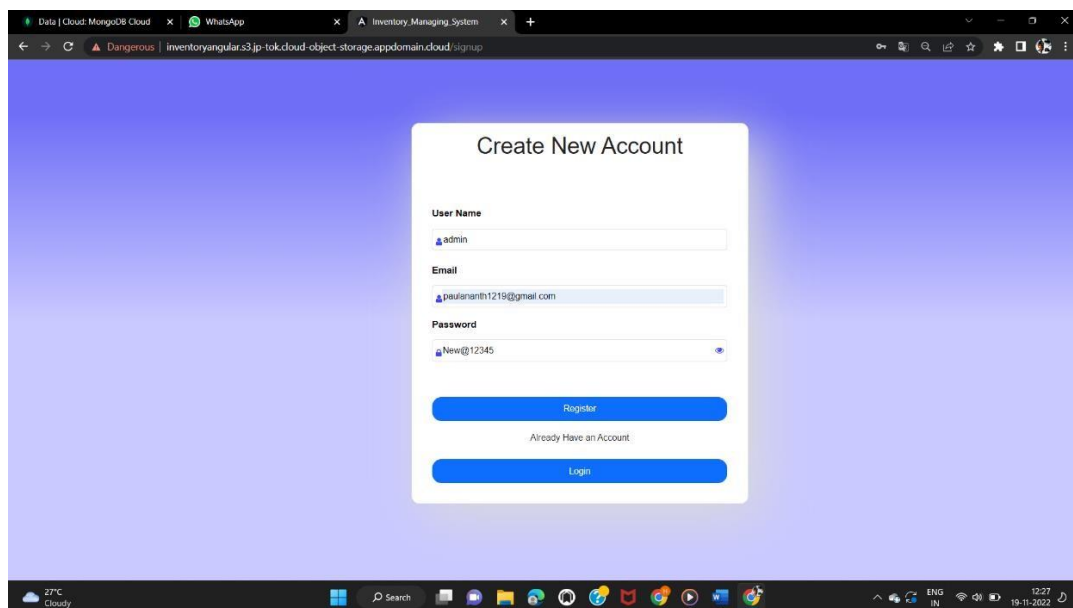 Data | Cloud: MongoDB Cloud
WhatsApp
A Inventory_Managing_System
Dangerous | inventoryangular.s3.jp-tok.cloud-object-storage.appdomain.cloud/signup
Create New Account
User Name
admin
Email
paulananth1219@gmail.com
Password
New@12345
Register
Already Have an Account
Login
27°C
Cloudy
Search
ENG
IN
12:27
19-11-2022